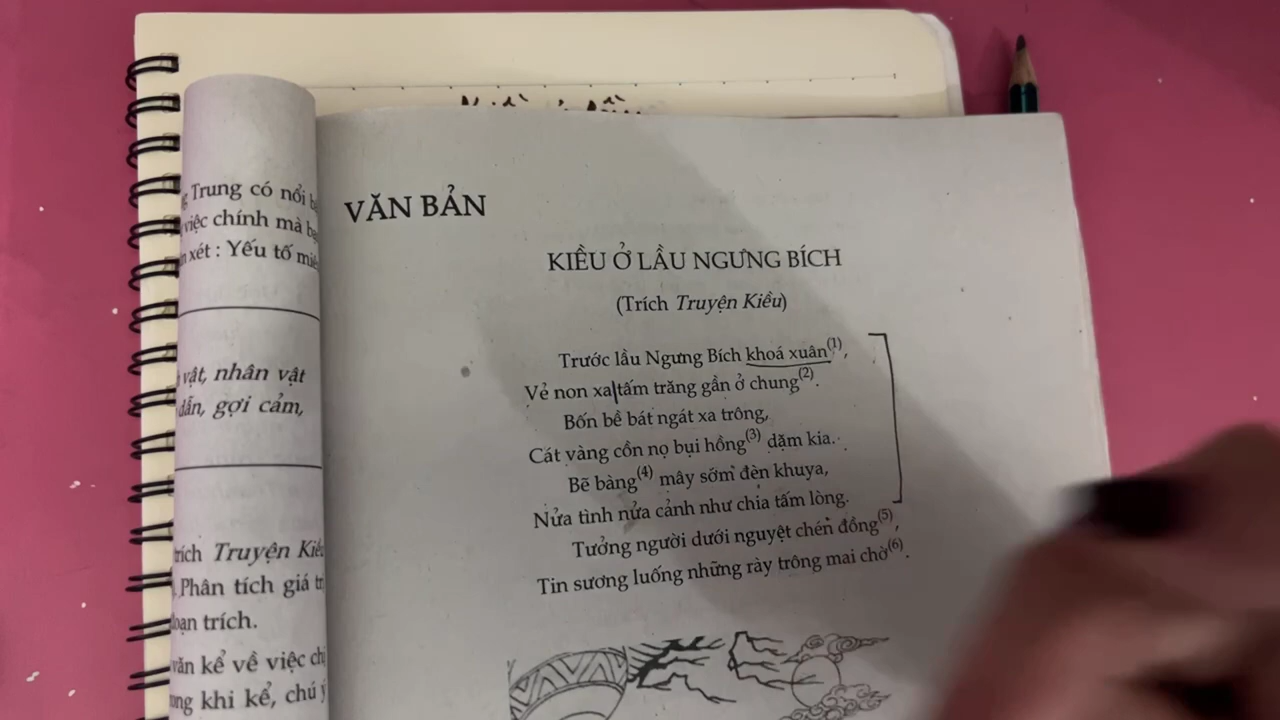 Trung có nổi
việc chính mà
xét : Yếu tố
vật, nhân vật
dẫn, gợi cảm,
trích Truyện Kiều
Phân tích giá
đoạn trích.
văn kể về việc
trong khi kể, chú ý
VĂN BẢN
KIỀU Ở LẦU NGƯNG BÍCH
(Trích Truyện Kiều)
Trước lầu Ngưng Bích khoá xuân(1),
Vẻ non xa tấm trăng gần ở chung(2).
Bốn bề bát ngát xa trông,
Cát vàng cồn nọ bụi hồng(3) dặm kia.
Bẽ bàng(4) mây sớm đèn khuya,
Nửa tình nửa cảnh như chia tấm lòng.
Tưởng người dưới nguyệt chén đồng(5),
Tin sương luống những rày trông mai chờ(6).